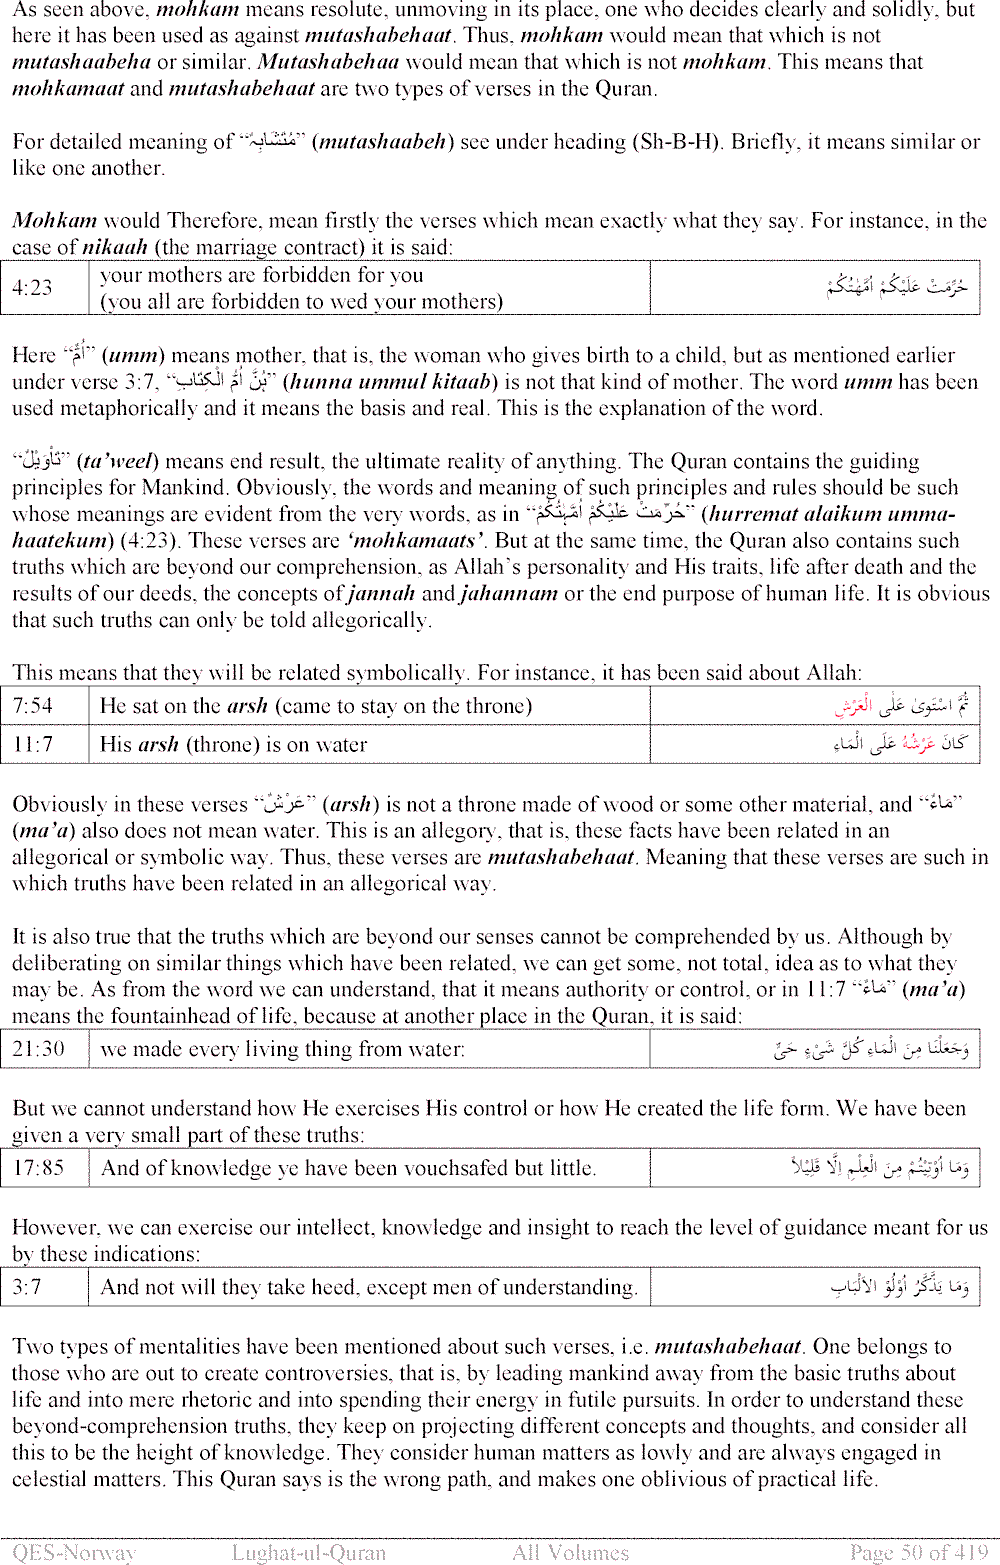 As seen above, mohkam means resolute, unmoving in its place, one who decides clearly and solidly, but
here it has been used as against mutashabehaat. Thus, mohkam would mean that which is not
mutashaabeha or similar. Mutashabehaa would mean that which is not mohkam. This means that
mohkamaat and mutashabehaat are two types of verses in the Quran.
For detailed meaning of “مُتَشَابِہٌ” (mutashaabeh) see under heading (Sh-B-H). Briefly, it means similar or
like one another.
Mohkam would Therefore, mean firstly the verses which mean exactly what they say. For instance, in the
case of nikaah (the marriage contract) it is said:
4:23 your mothers are forbidden for you
(you all are forbidden to wed your mothers) حُرِّمَتْ عَلَيْكُمْ اُمَّهٰتُكُمْ
Here “اُمٌّ” (umm) means mother, that is, the woman who gives birth to a child, but as mentioned earlier
under verse 3:7, “ہُنَّ اُمُّ الْكِتَابِ” (hunna ummul kitaab) is not that kind of mother. The word umm has been
used metaphorically and it means the basis and real. This is the explanation of the word.
“تَأوِيْلٌ” (ta’weel) means end result, the ultimate reality of anything. The Quran contains the guiding
principles for Mankind. Obviously, the words and meaning of such principles and rules should be such
whose meanings are evident from the very words, as in “حُرِّمَتْ عَلَيْكُمْ اُمَّہٰتُكُمْ” (hurremat alaikum umma-
haatekum) (4:23). These verses are ‘mohkamaats’. But at the same time, the Quran also contains such
truths which are beyond our comprehension, as Allah’s personality and His traits, life after death and the
results of our deeds, the concepts of jannah and jahannam or the end purpose of human life. It is obvious
that such truths can only be told allegorically.
This means that they will be related symbolically. For instance, it has been said about Allah:
7:54 He sat on the arsh (came to stay on the throne) ثُمَّ اسْتَوىٰ عَلَى الْعَرْشِ
11:7 His arsh (throne) is on water كَانَ عَرْشُهُ عَلَى الْمَاءِ
Obviously in these verses “عَرْشٌ” (arsh) is not a throne made of wood or some other material, and “مَاءٌ”
(ma’a) also does not mean water. This is an allegory, that is, these facts have been related in an
allegorical or symbolic way. Thus, these verses are mutashabehaat. Meaning that these verses are such in
which truths have been related in an allegorical way.
It is also true that the truths which are beyond our senses cannot be comprehended by us. Although by
deliberating on similar things which have been related, we can get some, not total, idea as to what they
may be. As from the word we can understand, that it means authority or control, or in 11:7 “مَاءٌ” (ma’a)
means the fountainhead of life, because at another place in the Quran, it is said:
21:30 we made every living thing from water: وَجَعَلْنَا مِنَ الْمَاءِ كُلَّ شَىْءٍ حَىٍّ
But we cannot understand how He exercises His control or how He created the life form. We have been
given a very small part of these truths:
17:85 And of knowledge ye have been vouchsafed but little. وَمَا اُوْتِيْتُمْ مِنَ الْعِلْمِ اِلَّا قَلِيْلاً
However, we can exercise our intellect, knowledge and insight to reach the level of guidance meant for us
by these indications:
3:7 And not will they take heed, except men of understanding. وَمَا يَذَّكَّرُ اُوْلُوْ الاَلْبَابِ
Two types of mentalities have been mentioned about such verses, i.e. mutashabehaat. One belongs to
those who are out to create controversies, that is, by leading mankind away from the basic truths about
life and into mere rhetoric and into spending their energy in futile pursuits. In order to understand these
beyond-comprehension truths, they keep on projecting different concepts and thoughts, and consider all
this to be the height of knowledge. They consider human matters as lowly and are always engaged in
celestial matters. This Quran says is the wrong path, and makes one oblivious of practical life.
QES-Norway Lughat-ul-Quran All Volumes Page 50 of 419